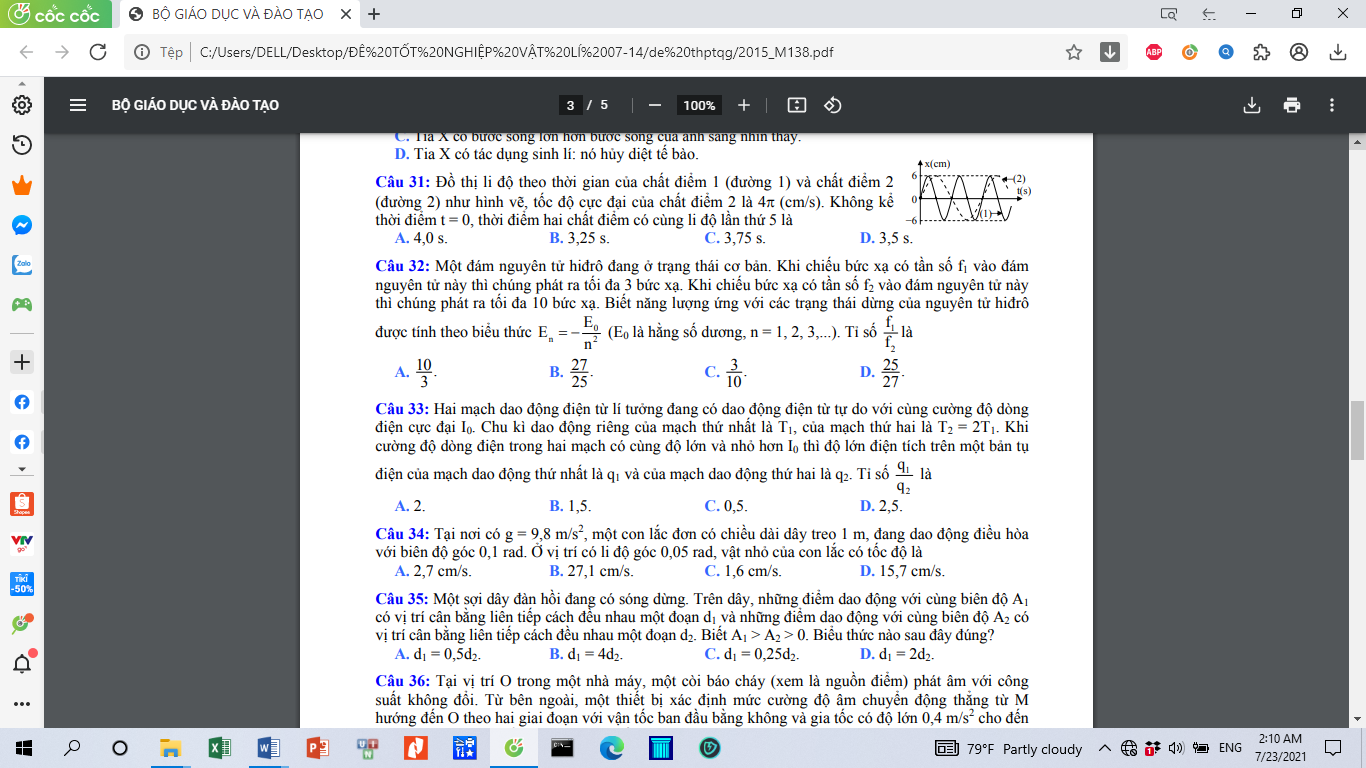 cốc cốc
BỘ GIÁO DỤC VÀ ĐÀO TẠO
Tệp
C:/Users/DELL/Desktop/ĐỀ%20TỐT%20NGHIỆP%20VẬT%20LÍ%2007-14/de%20thptqg/2015_M138.pdf
ABP
BỘ GIÁO DỤC VÀ ĐÀO TẠO
3 / 5
100%
C. Tia X có bước sóng lớn hơn bước sóng của ánh sáng nhìn thấy.
D. Tia X có tác dụng sinh lí: nó hủy diệt tế bào.
Câu 31: Đồ thị li độ theo thời gian của chất điểm 1 (đường 1) và chất điểm 2
(đường 2) như hình vẽ, tốc độ cực đại của chất điểm 2 là 4π (cm/s). Không kể
thời điểm t = 0, thời điểm hai chất điểm có cùng li độ lần thứ 5 là
x(cm)
6
(2)
t(s)
0
(1)
−6
A. 4,0 s. B. 3,25 s. C. 3,75 s. D. 3,5 s.
Câu 32: Một đám nguyên tử hiđrô đang ở trạng thái cơ bản. Khi chiếu bức xạ có tần số f₁ vào đám
nguyên tử này thì chúng phát ra tối đa 3 bức xạ. Khi chiếu bức xạ có tần số f₂ vào đám nguyên tử này
thì chúng phát ra tối đa 10 bức xạ. Biết năng lượng ứng với các trạng thái dừng của nguyên tử hiđrô
được tính theo biểu thức Eₙ = −E₀/n² (E₀ là hằng số dương, n = 1, 2, 3,...). Tỉ số f₁/f₂ là
A. 10/3. B. 27/25. C. 3/10. D. 25/27.
Câu 33: Hai mạch dao động điện từ lí tưởng đang có dao động điện từ tự do với cùng cường độ dòng
điện cực đại I₀. Chu kì dao động riêng của mạch thứ nhất là T₁, của mạch thứ hai là T₂ = 2T₁. Khi
cường độ dòng điện trong hai mạch có cùng độ lớn và nhỏ hơn I₀ thì độ lớn điện tích trên một bản tụ
điện của mạch dao động thứ nhất là q₁ và của mạch dao động thứ hai là q₂. Tỉ số q₁/q₂ là
A. 2. B. 1,5. C. 0,5. D. 2,5.
Câu 34: Tại nơi có g = 9,8 m/s², một con lắc đơn có chiều dài dây treo 1 m, đang dao động điều hòa
với biên độ góc 0,1 rad. Ở vị trí có li độ góc 0,05 rad, vật nhỏ của con lắc có tốc độ là
A. 2,7 cm/s. B. 27,1 cm/s. C. 1,6 cm/s. D. 15,7 cm/s.
Câu 35: Một sợi dây đàn hồi đang có sóng dừng. Trên dây, những điểm dao động với cùng biên độ A₁
có vị trí cân bằng liên tiếp cách đều nhau một đoạn d₁ và những điểm dao động với cùng biên độ A₂ có
vị trí cân bằng liên tiếp cách đều nhau một đoạn d₂. Biết A₁ > A₂ > 0. Biểu thức nào sau đây đúng?
A. d₁ = 0,5d₂. B. d₁ = 4d₂. C. d₁ = 0,25d₂. D. d₁ = 2d₂.
Câu 36: Tại vị trí O trong một nhà máy, một còi báo cháy (xem là nguồn điểm) phát âm với công
suất không đổi. Từ bên ngoài, một thiết bị xác định mức cường độ âm chuyển động thẳng từ M
hướng đến O theo hai giai đoạn với vận tốc ban đầu bằng không và gia tốc có độ lớn 0,4 m/s² cho đến
Zalo
Shopee
VTV
go
TIKI
-50%
79°F Partly cloudy
ENG
2:10 AM
7/23/2021